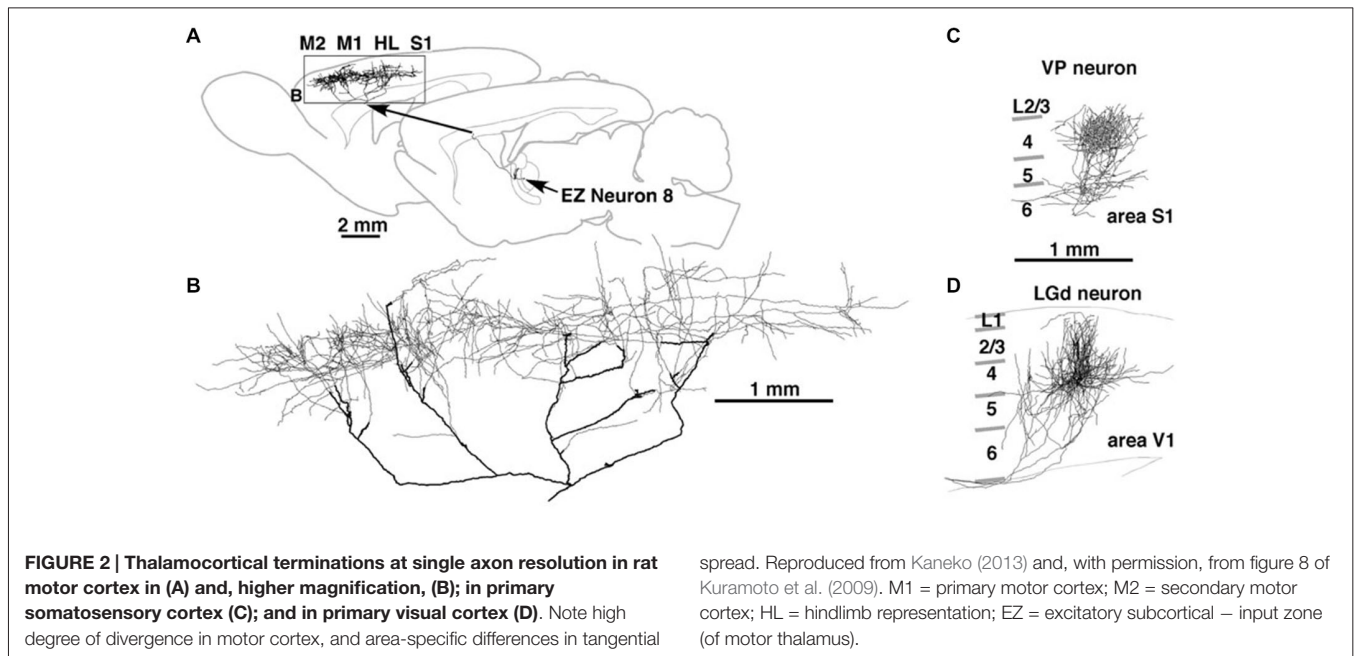 A
M2 M1 HL S1
B
EZ Neuron 8
2 mm
B
1 mm
C
VP neuron
L2/3
4
5
6
area S1
1 mm
D
LGd neuron
L1
2/3
4
5
6
area V1
FIGURE 2 | Thalamocortical terminations at single axon resolution in rat
motor cortex in (A) and, higher magnification, (B); in primary
somatosensory cortex (C); and in primary visual cortex (D). Note high
degree of divergence in motor cortex, and area-specific differences in tangential
spread. Reproduced from Kaneko (2013) and, with permission, from figure 8 of
Kuramoto et al. (2009). M1 = primary motor cortex; M2 = secondary motor
cortex; HL = hindlimb representation; EZ = excitatory subcortical – input zone
(of motor thalamus).